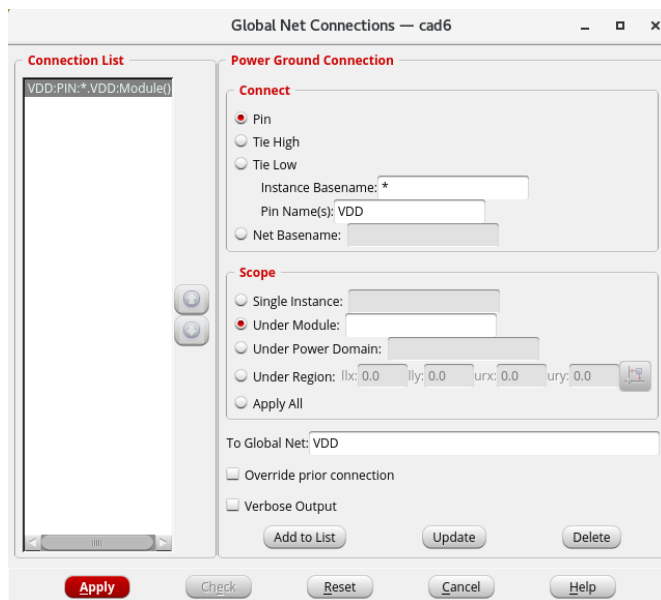 Global Net Connections — cad6
Connection List
VDD:PIN:*.VDD:Module()
Power Ground Connection
Connect
Pin
Tie High
Tie Low
Instance Basename: *
Pin Name(s): VDD
Net Basename:
Scope
Single Instance:
Under Module:
Under Power Domain:
Under Region: llx: 0.0 lly: 0.0 urx: 0.0 ury: 0.0
Apply All
To Global Net: VDD
Override prior connection
Verbose Output
Add to List Update Delete
Apply Check Reset Cancel Help